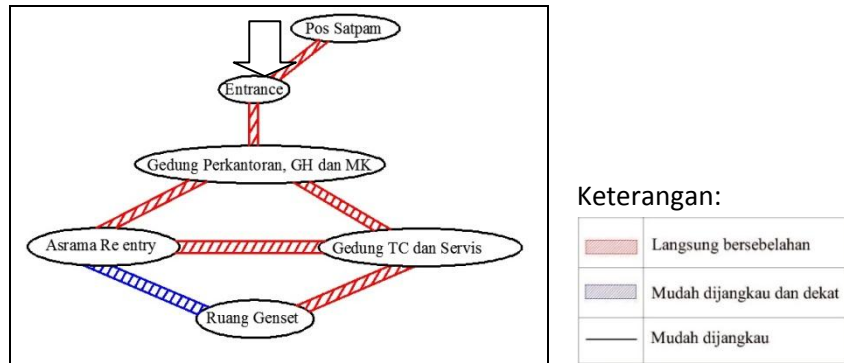 Pos Satpam
Entrance
Gedung Perkantoran, GH dan MK
Asrama Re entry
Gedung TC dan Servis
Ruang Genset
Keterangan:
Langsung bersebelahan
Mudah dijangkau dan dekat
Mudah dijangkau